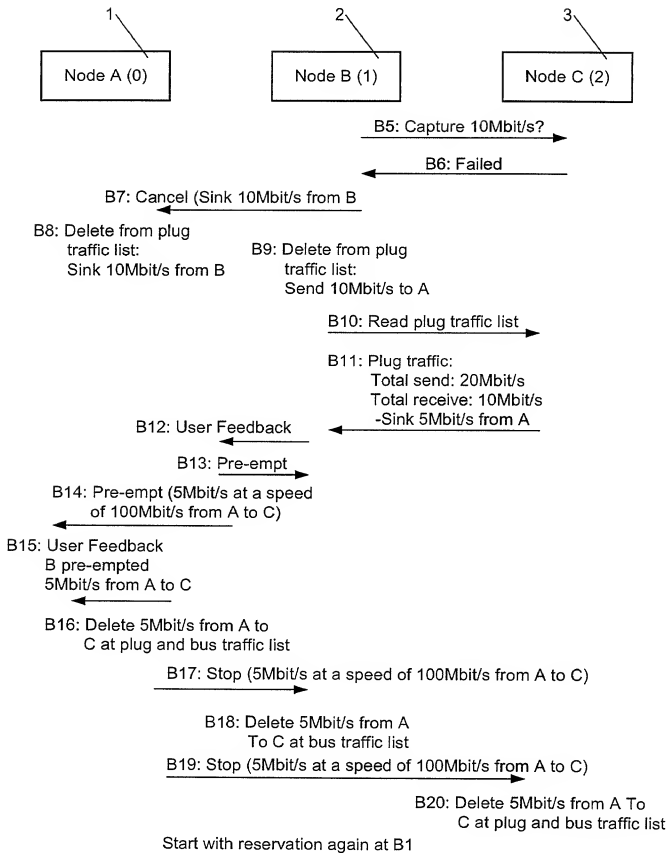 1
2
3
Node A (0)
Node B (1)
Node C (2)
B5: Capture 10Mbit/s?
B6: Failed
B7: Cancel (Sink 10Mbit/s from B
B8: Delete from plug
traffic list:
Sink 10Mbit/s from B
B9: Delete from plug
traffic list:
Send 10Mbit/s to A
B10: Read plug traffic list
B11: Plug traffic:
Total send: 20Mbit/s
Total receive: 10Mbit/s
-Sink 5Mbit/s from A
B12: User Feedback
B13: Pre-empt
B14: Pre-empt (5Mbit/s at a speed
of 100Mbit/s from A to C)
B15: User Feedback
B pre-empted
5Mbit/s from A to C
B16: Delete 5Mbit/s from A to
C at plug and bus traffic list
B17: Stop (5Mbit/s at a speed of 100Mbit/s from A to C)
B18: Delete 5Mbit/s from A
To C at bus traffic list
B19: Stop (5Mbit/s at a speed of 100Mbit/s from A to C)
B20: Delete 5Mbit/s from A To
C at plug and bus traffic list
Start with reservation again at B1